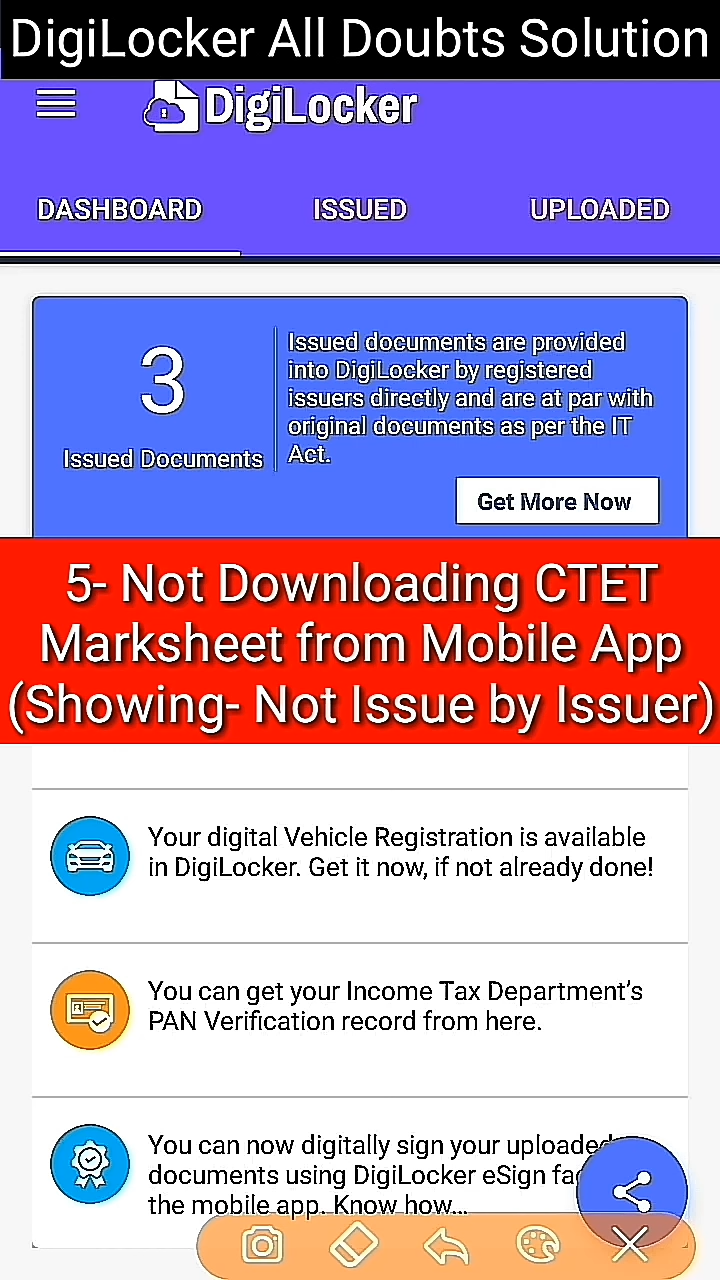 DigiLocker All Doubts Solution
DigiLocker
DASHBOARD
ISSUED
UPLOADED
3
Issued Documents
Issued documents are provided
into DigiLocker by registered
issuers directly and are at par with
original documents as per the IT
Act.
Get More Now
5- Not Downloading CTET
Marksheet from Mobile App
(Showing- Not Issue by Issuer)
Your digital Vehicle Registration is available
in DigiLocker. Get it now, if not already done!
You can get your Income Tax Department's
PAN Verification record from here.
You can now digitally sign your uploaded
documents using DigiLocker eSign
the mobile app. Know how...